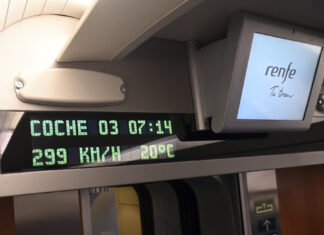 COCHE 03 07:14
299 KM/H 20°C
renfe
Tu tren